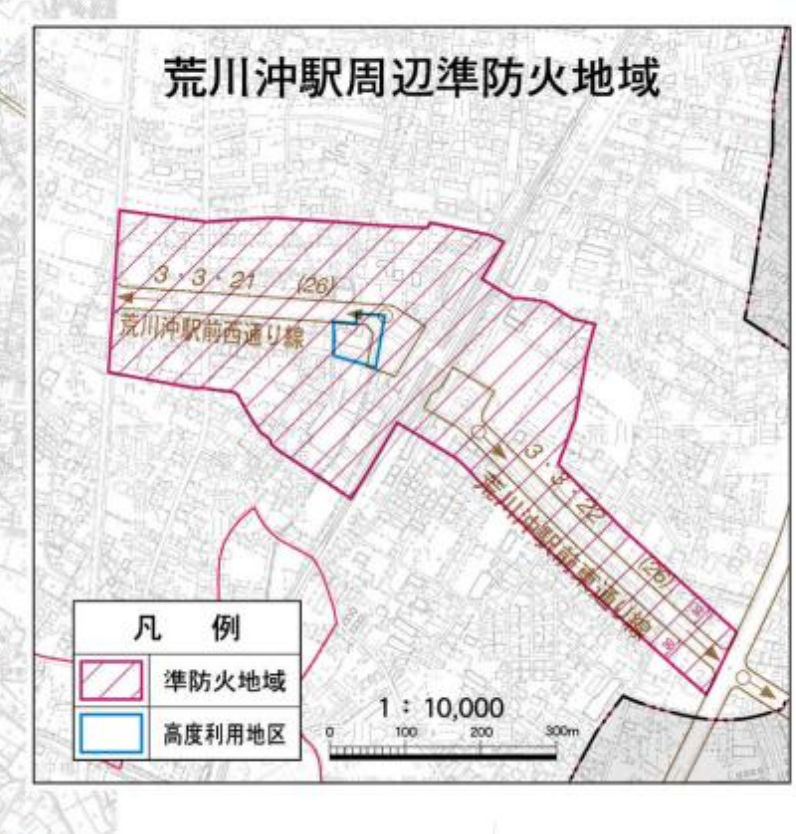 荒川沖駅周辺準防火地域
3・3・21 (26)
荒川沖駅前西通り線
3・3・22 (26)
荒川沖駅前東通り線
凡 例
準防火地域
高度利用地区
1：10,000
0 100 200 300m